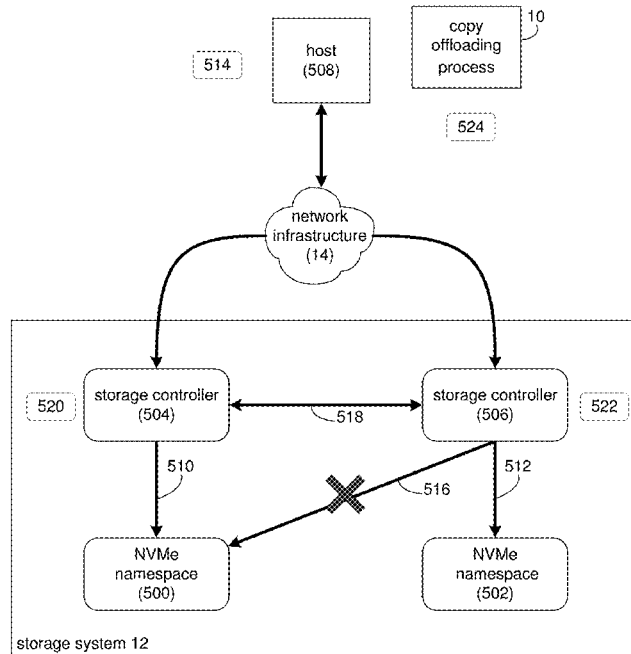 10
copy
offloading
process
host
(508)
514
524
network
infrastructure
(14)
storage controller
(504)
storage controller
(506)
520
518
522
510
516
512
NVMe
namespace
(500)
NVMe
namespace
(502)
storage system 12